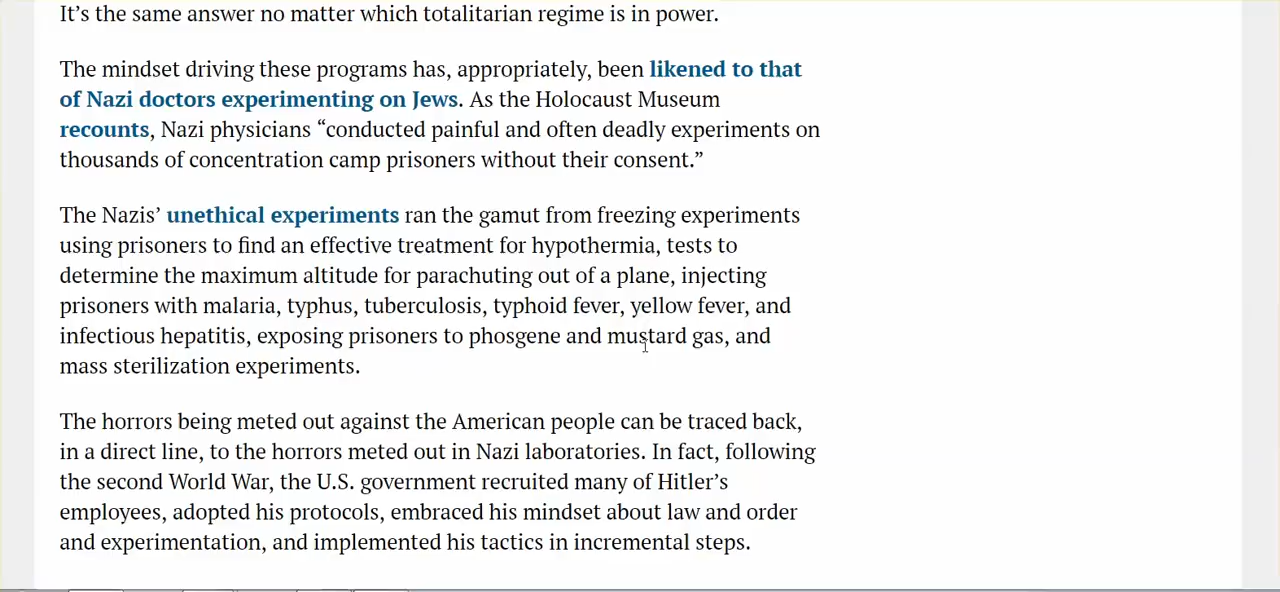 It’s the same answer no matter which totalitarian regime is in power.
The mindset driving these programs has, appropriately, been likened to that
of Nazi doctors experimenting on Jews. As the Holocaust Museum
recounts, Nazi physicians “conducted painful and often deadly experiments on
thousands of concentration camp prisoners without their consent.”
The Nazis’ unethical experiments ran the gamut from freezing experiments
using prisoners to find an effective treatment for hypothermia, tests to
determine the maximum altitude for parachuting out of a plane, injecting
prisoners with malaria, typhus, tuberculosis, typhoid fever, yellow fever, and
infectious hepatitis, exposing prisoners to phosgene and mustard gas, and
mass sterilization experiments.
The horrors being meted out against the American people can be traced back,
in a direct line, to the horrors meted out in Nazi laboratories. In fact, following
the second World War, the U.S. government recruited many of Hitler’s
employees, adopted his protocols, embraced his mindset about law and order
and experimentation, and implemented his tactics in incremental steps.